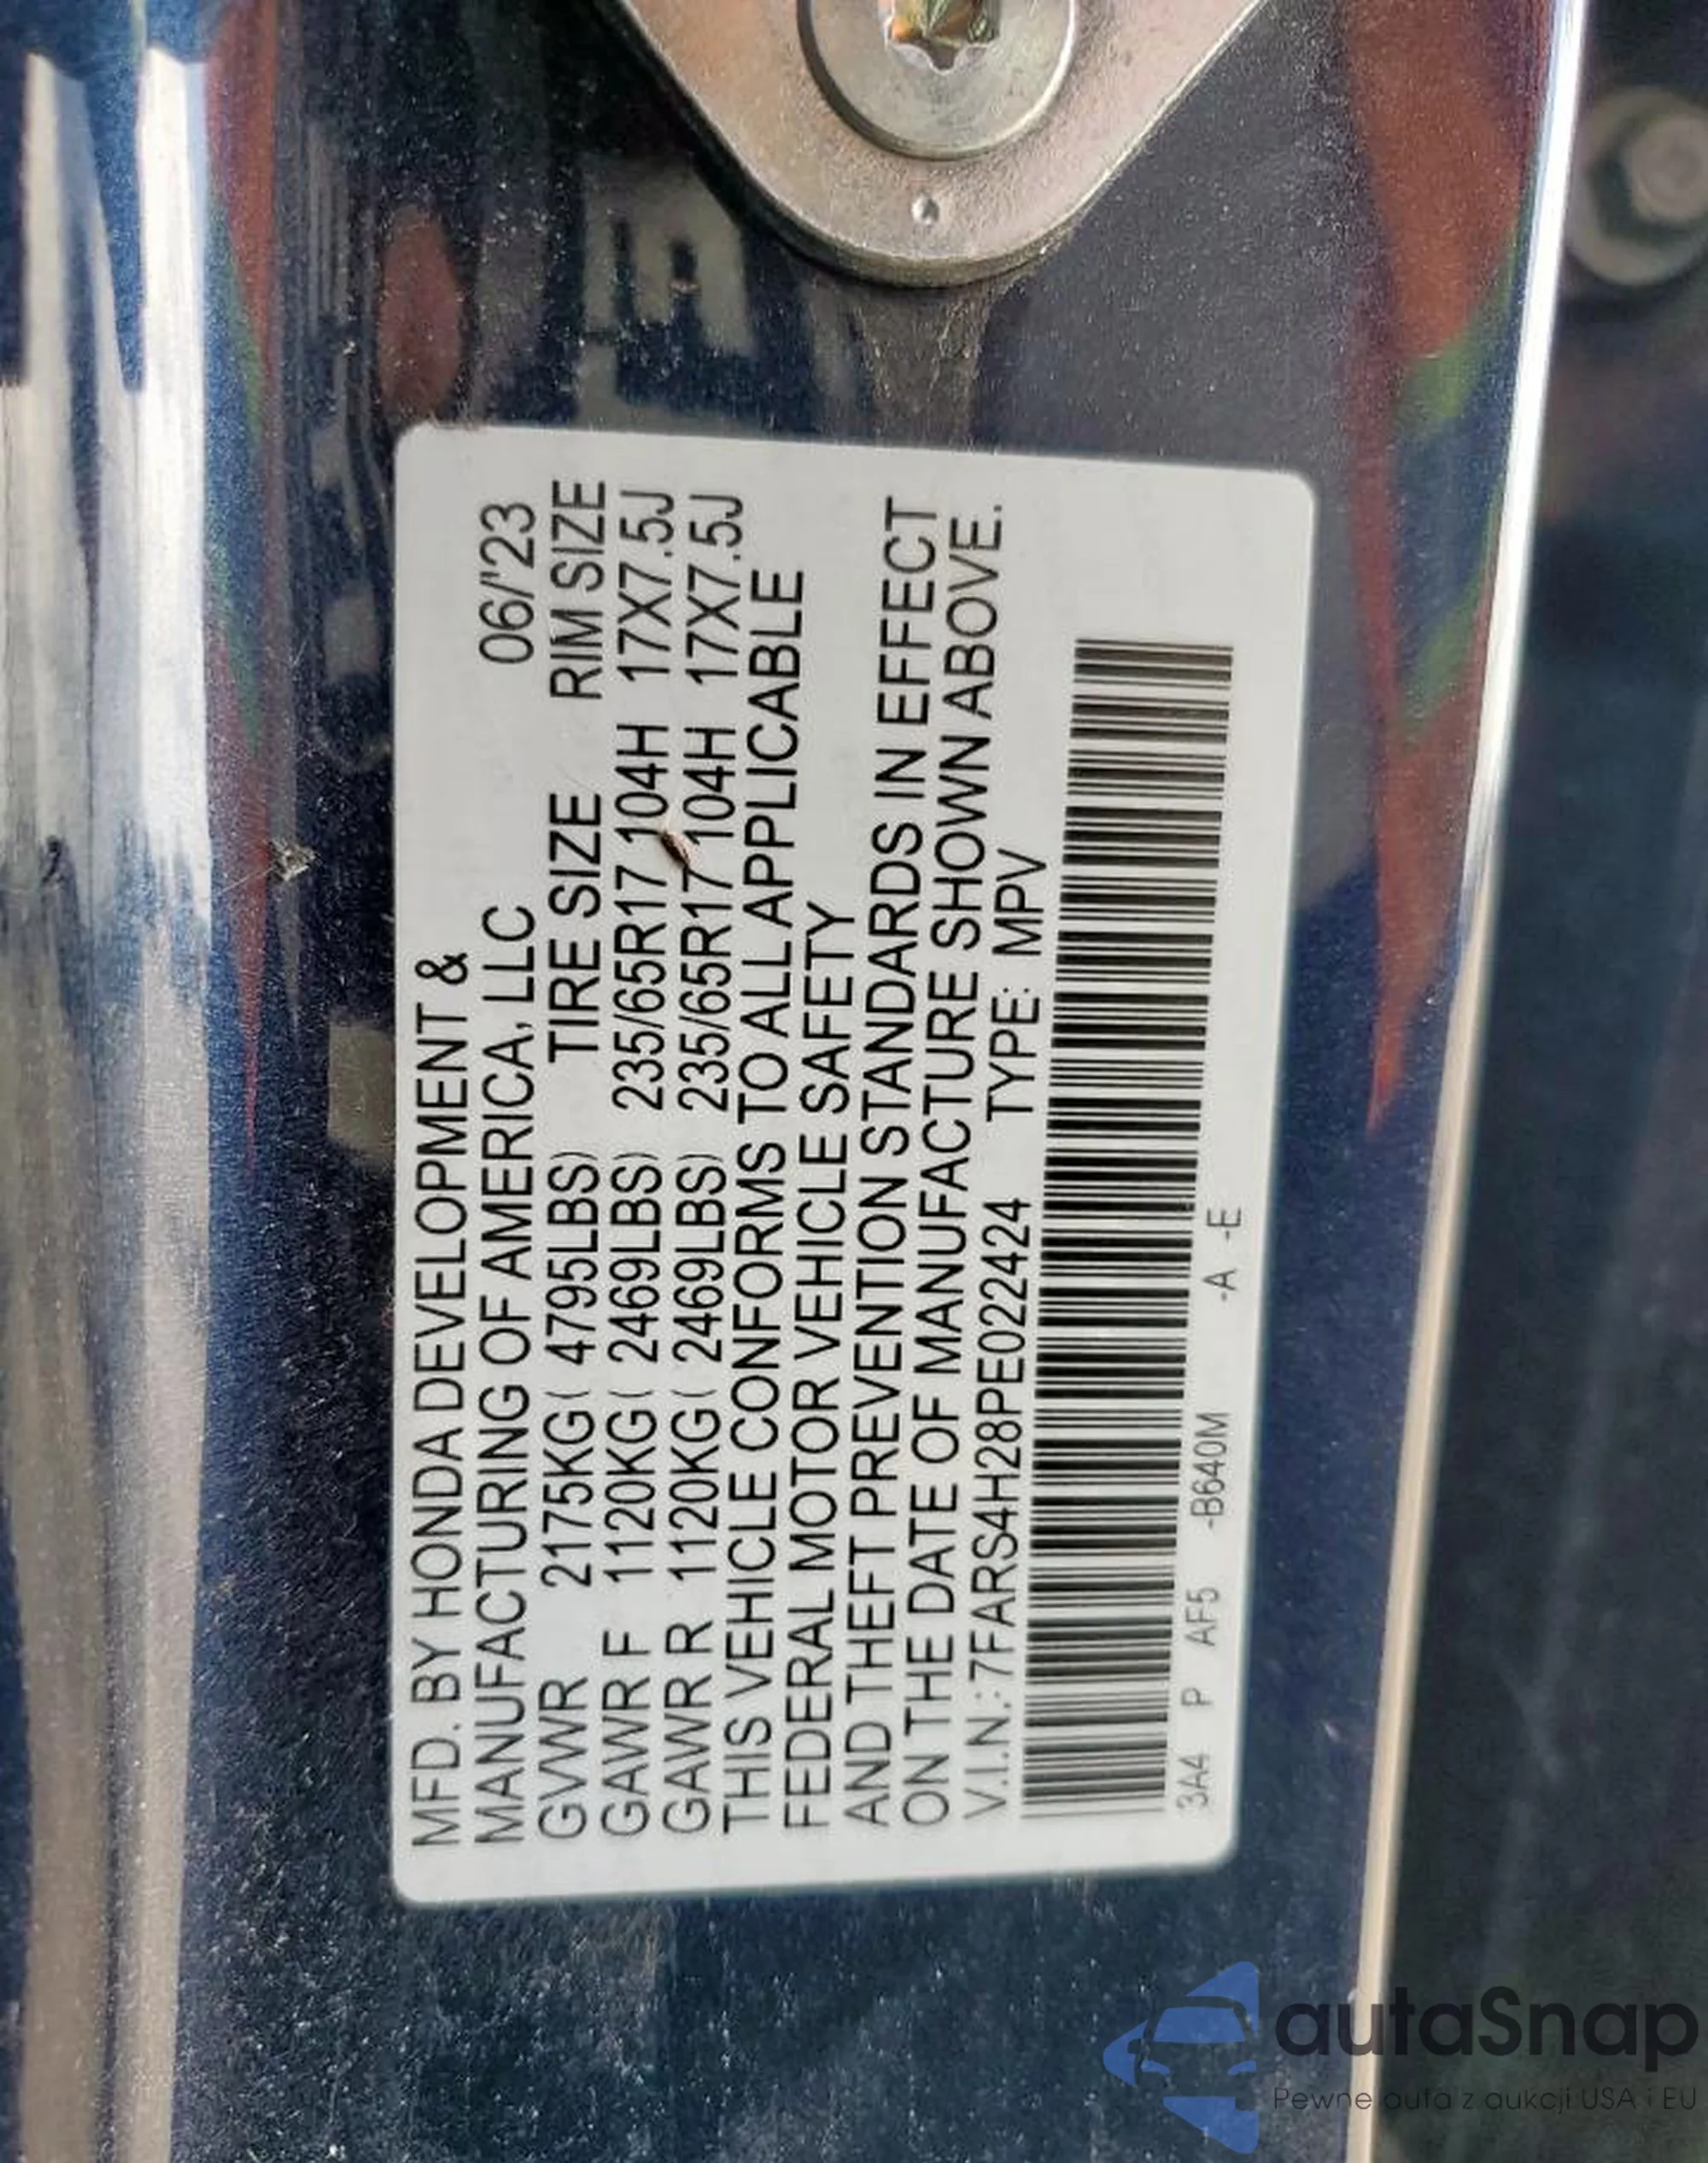 MFD. BY HONDA DEVELOPMENT &
MANUFACTURING OF AMERICA, LLC 06/'23
GVWR 2175KG( 4795LBS) TIRE SIZE RIM SIZE
GAWR F 1120KG( 2469LBS) 235/65R17 104H 17X7.5J
GAWR R 1120KG( 2469LBS) 235/65R17 104H 17X7.5J
THIS VEHICLE CONFORMS TO ALL APPLICABLE
FEDERAL MOTOR VEHICLE SAFETY
AND THEFT PREVENTION STANDARDS IN EFFECT
ON THE DATE OF MANUFACTURE SHOWN ABOVE.
V.I.N.:7FARS4H28PE022424 TYPE: MPV
3A4 P AF5 -B640M -A -E
autaSnap
Pewne auta z aukcji USA i EU